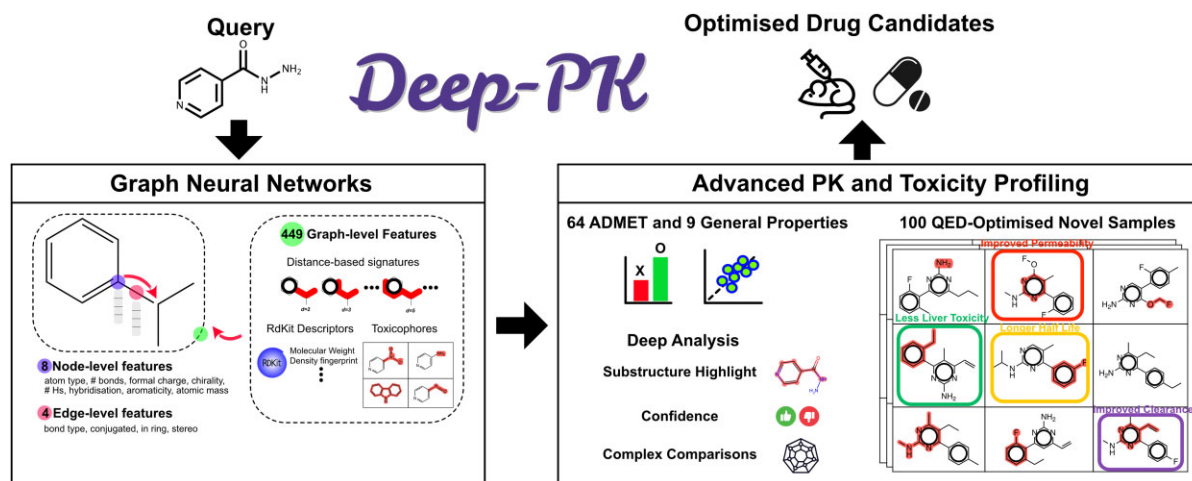 Query
O
N
H
NH₂
N
Deep-PK
Optimised Drug Candidates
Graph Neural Networks
449 Graph-level Features
Distance-based signatures
d=2
d=3
RdKit Descriptors
RDKit
Molecular Weight
Density fingerprint
Toxicophores
8 Node-level features
atom type, # bonds, formal charge, chirality,
# Hs, hybridisation, aromaticity, atomic mass
4 Edge-level features
bond type, conjugated, in ring, stereo
Advanced PK and Toxicity Profiling
64 ADMET and 9 General Properties
X
O
Deep Analysis
Substructure Highlight
Confidence
Complex Comparisons
100 QED-Optimised Novel Samples
Improved Permeability
Less Liver Toxicity
Longer Half Life
Improved Clearance